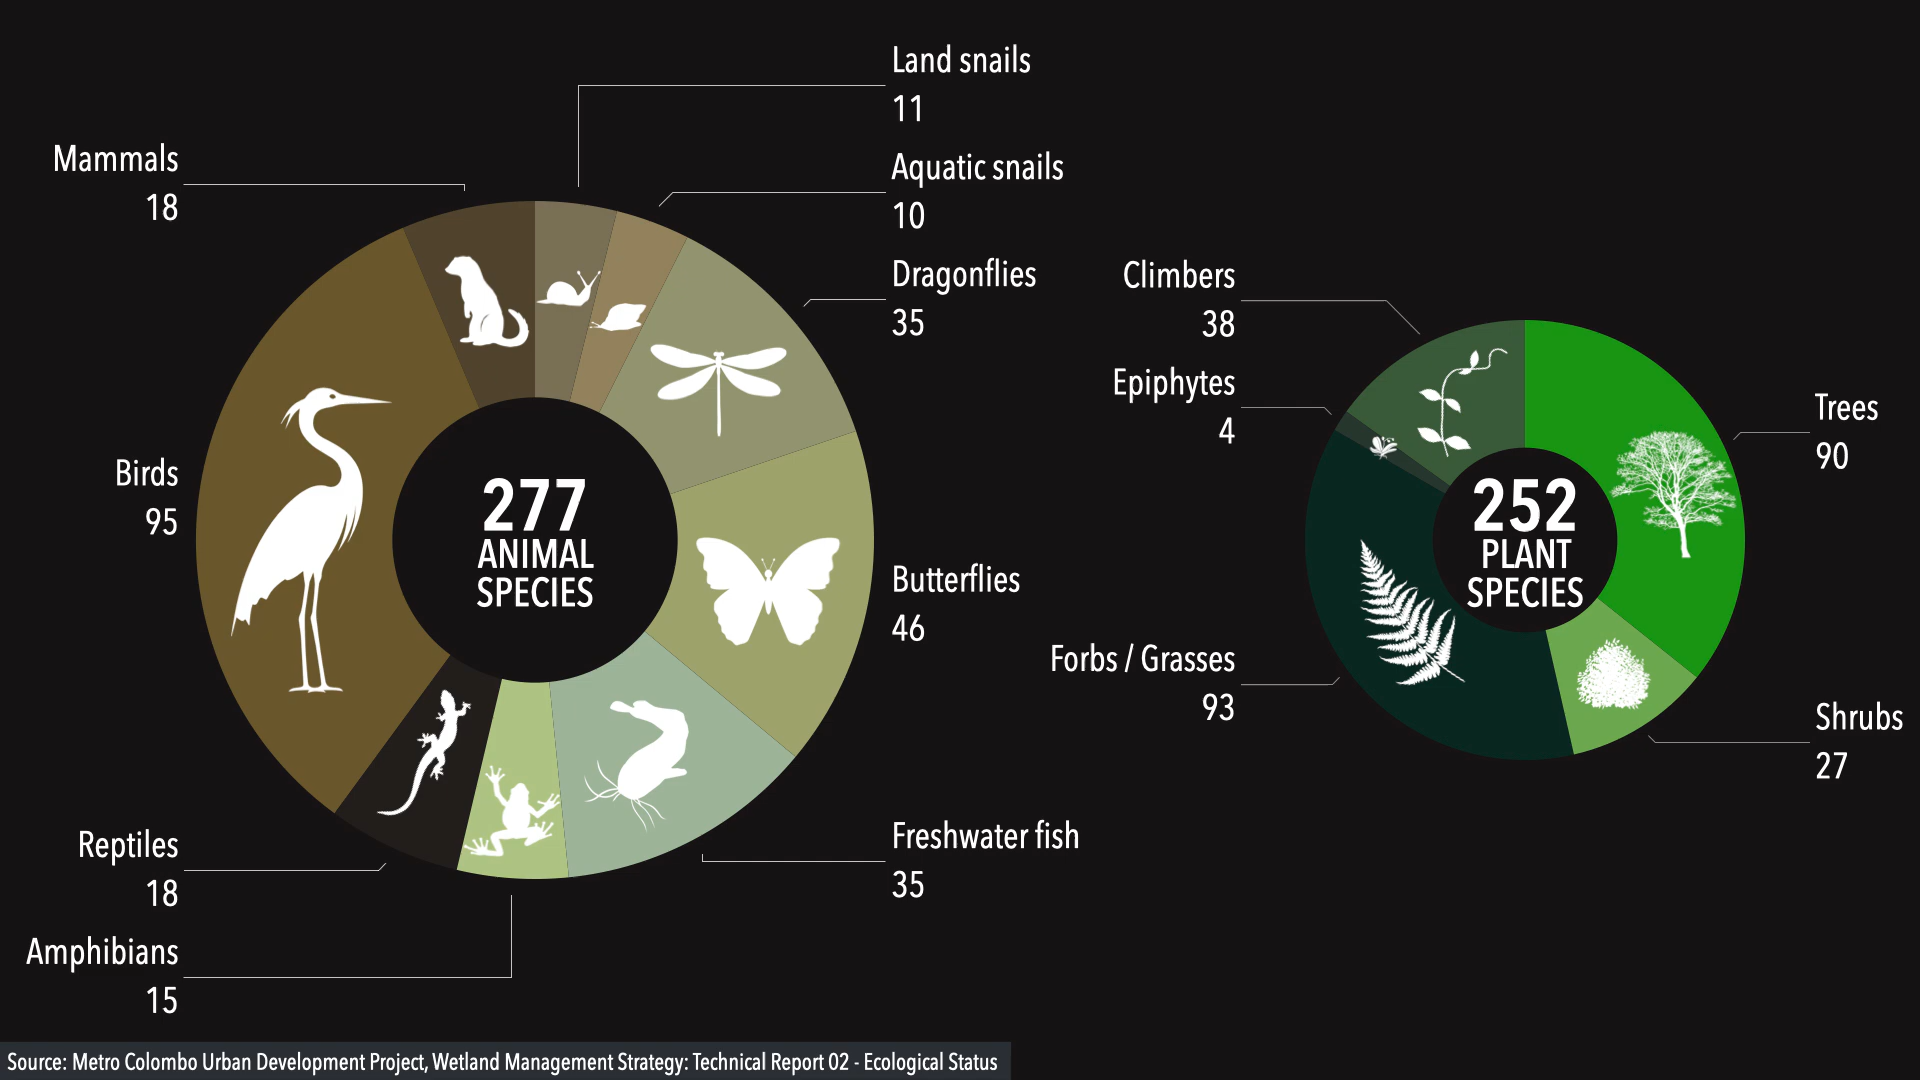 Land snails
11
Mammals
18
Aquatic snails
10
Dragonflies
35
Birds
95
277
ANIMAL
SPECIES
Butterflies
46
Freshwater fish
35
Reptiles
18
Amphibians
15
Climbers
38
Epiphytes
4
Trees
90
252
PLANT
SPECIES
Forbs / Grasses
93
Shrubs
27
Source: Metro Colombo Urban Development Project, Wetland Management Strategy: Technical Report 02 - Ecological Status